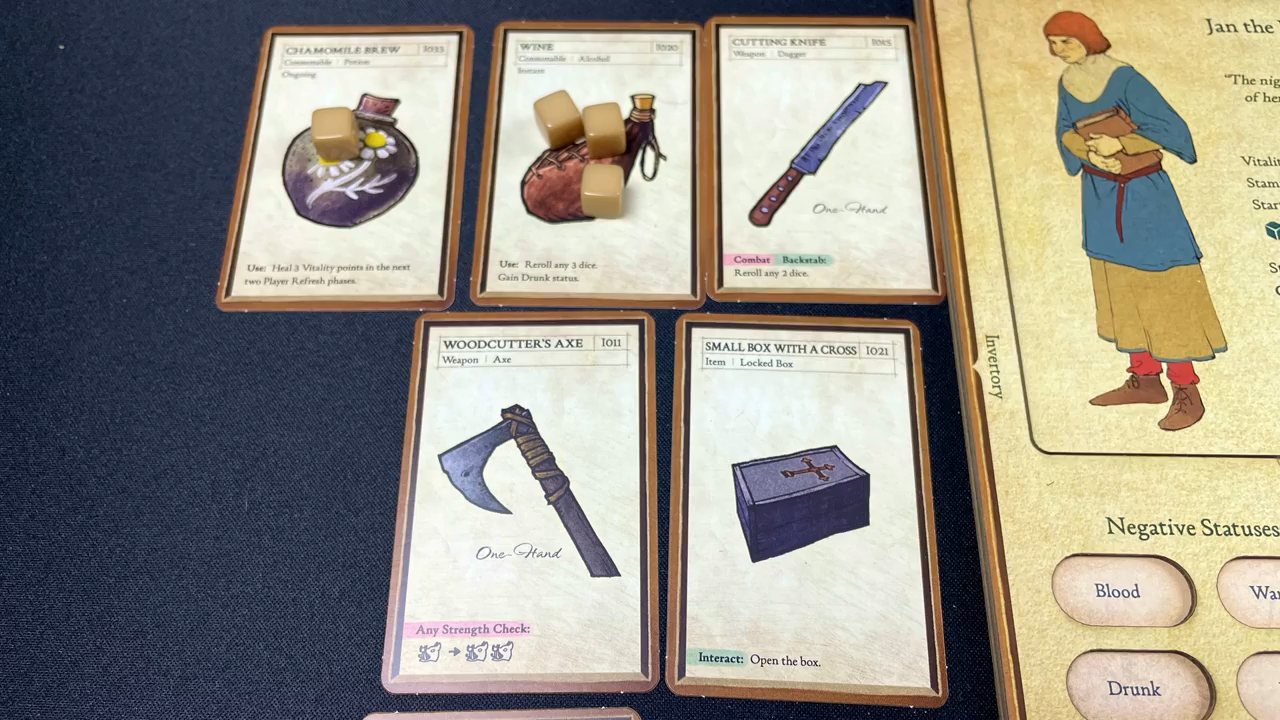 CHAMOMILE BREW I033
Consumable | Potion
Ongoing
Use: Heal 3 Vitality points in the next
two Player Refresh phases.
WINE I020
Consumable | Alcohol
Instant
Use: Reroll any 3 dice.
Gain Drunk status.
CUTTING KNIFE I015
Weapon | Dagger
One-Hand
Combat Backstab:
Reroll any 2 dice.
WOODCUTTER'S AXE I011
Weapon | Axe
One-Hand
Any Strength Check:
SMALL BOX WITH A CROSS I021
Item | Locked Box
Interact: Open the box.
Inventory
Jan the
"The nig
of her
Vitalit
Stam
Star
Negative Statuses
Blood
Wa
Drunk